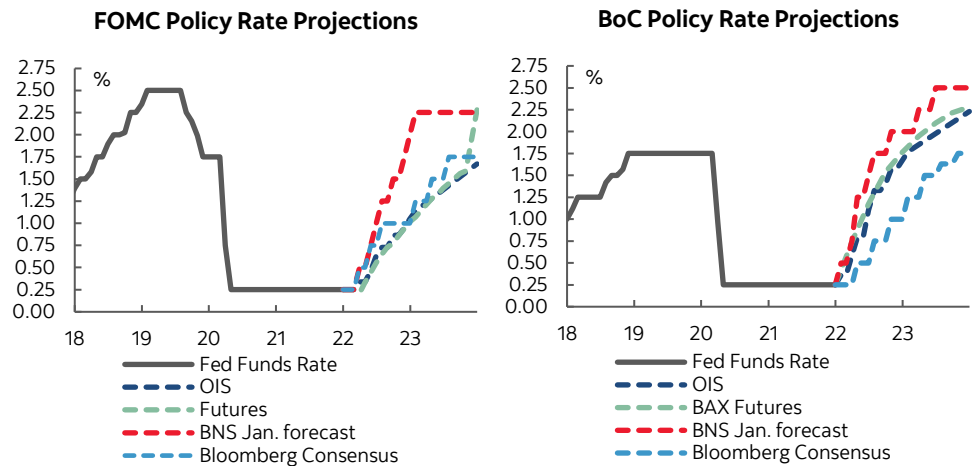 FOMC Policy Rate Projections
2.75
%
2.50
2.25
2.00
1.75
1.50
1.25
1.00
0.75
0.50
0.25
0.00
18 19 20 21 22 23
Fed Funds Rate
OIS
Futures
BNS Jan. forecast
Bloomberg Consensus
BoC Policy Rate Projections
2.75
%
2.50
2.25
2.00
1.75
1.50
1.25
1.00
0.75
0.50
0.25
0.00
18 19 20 21 22 23
Fed Funds Rate
OIS
BAX Futures
BNS Jan. forecast
Bloomberg Consensus